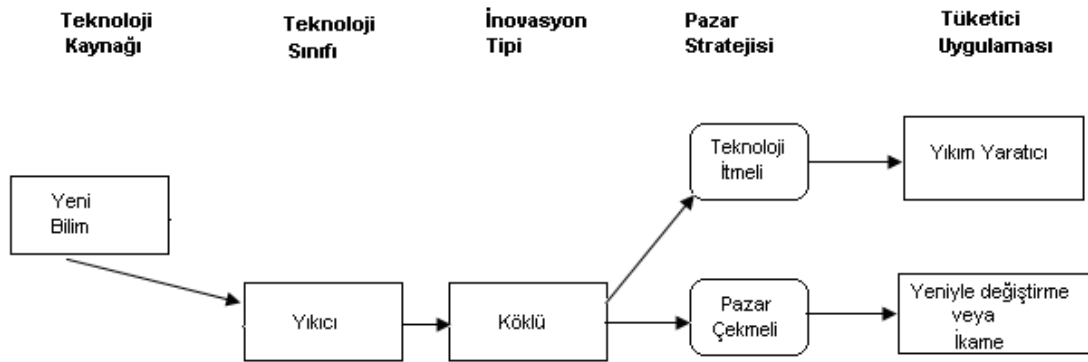 Teknoloji
Kaynağı
Teknoloji
Sınıfı
İnovasyon
Tipi
Pazar
Stratejisi
Tüketici
Uygulaması
Teknoloji
İtmeli
Yıkım Yaratıcı
Yeni
Bilim
Yıkıcı
Köklü
Pazar
Çekmeli
Yeniyle değiştirme
veya
İkame